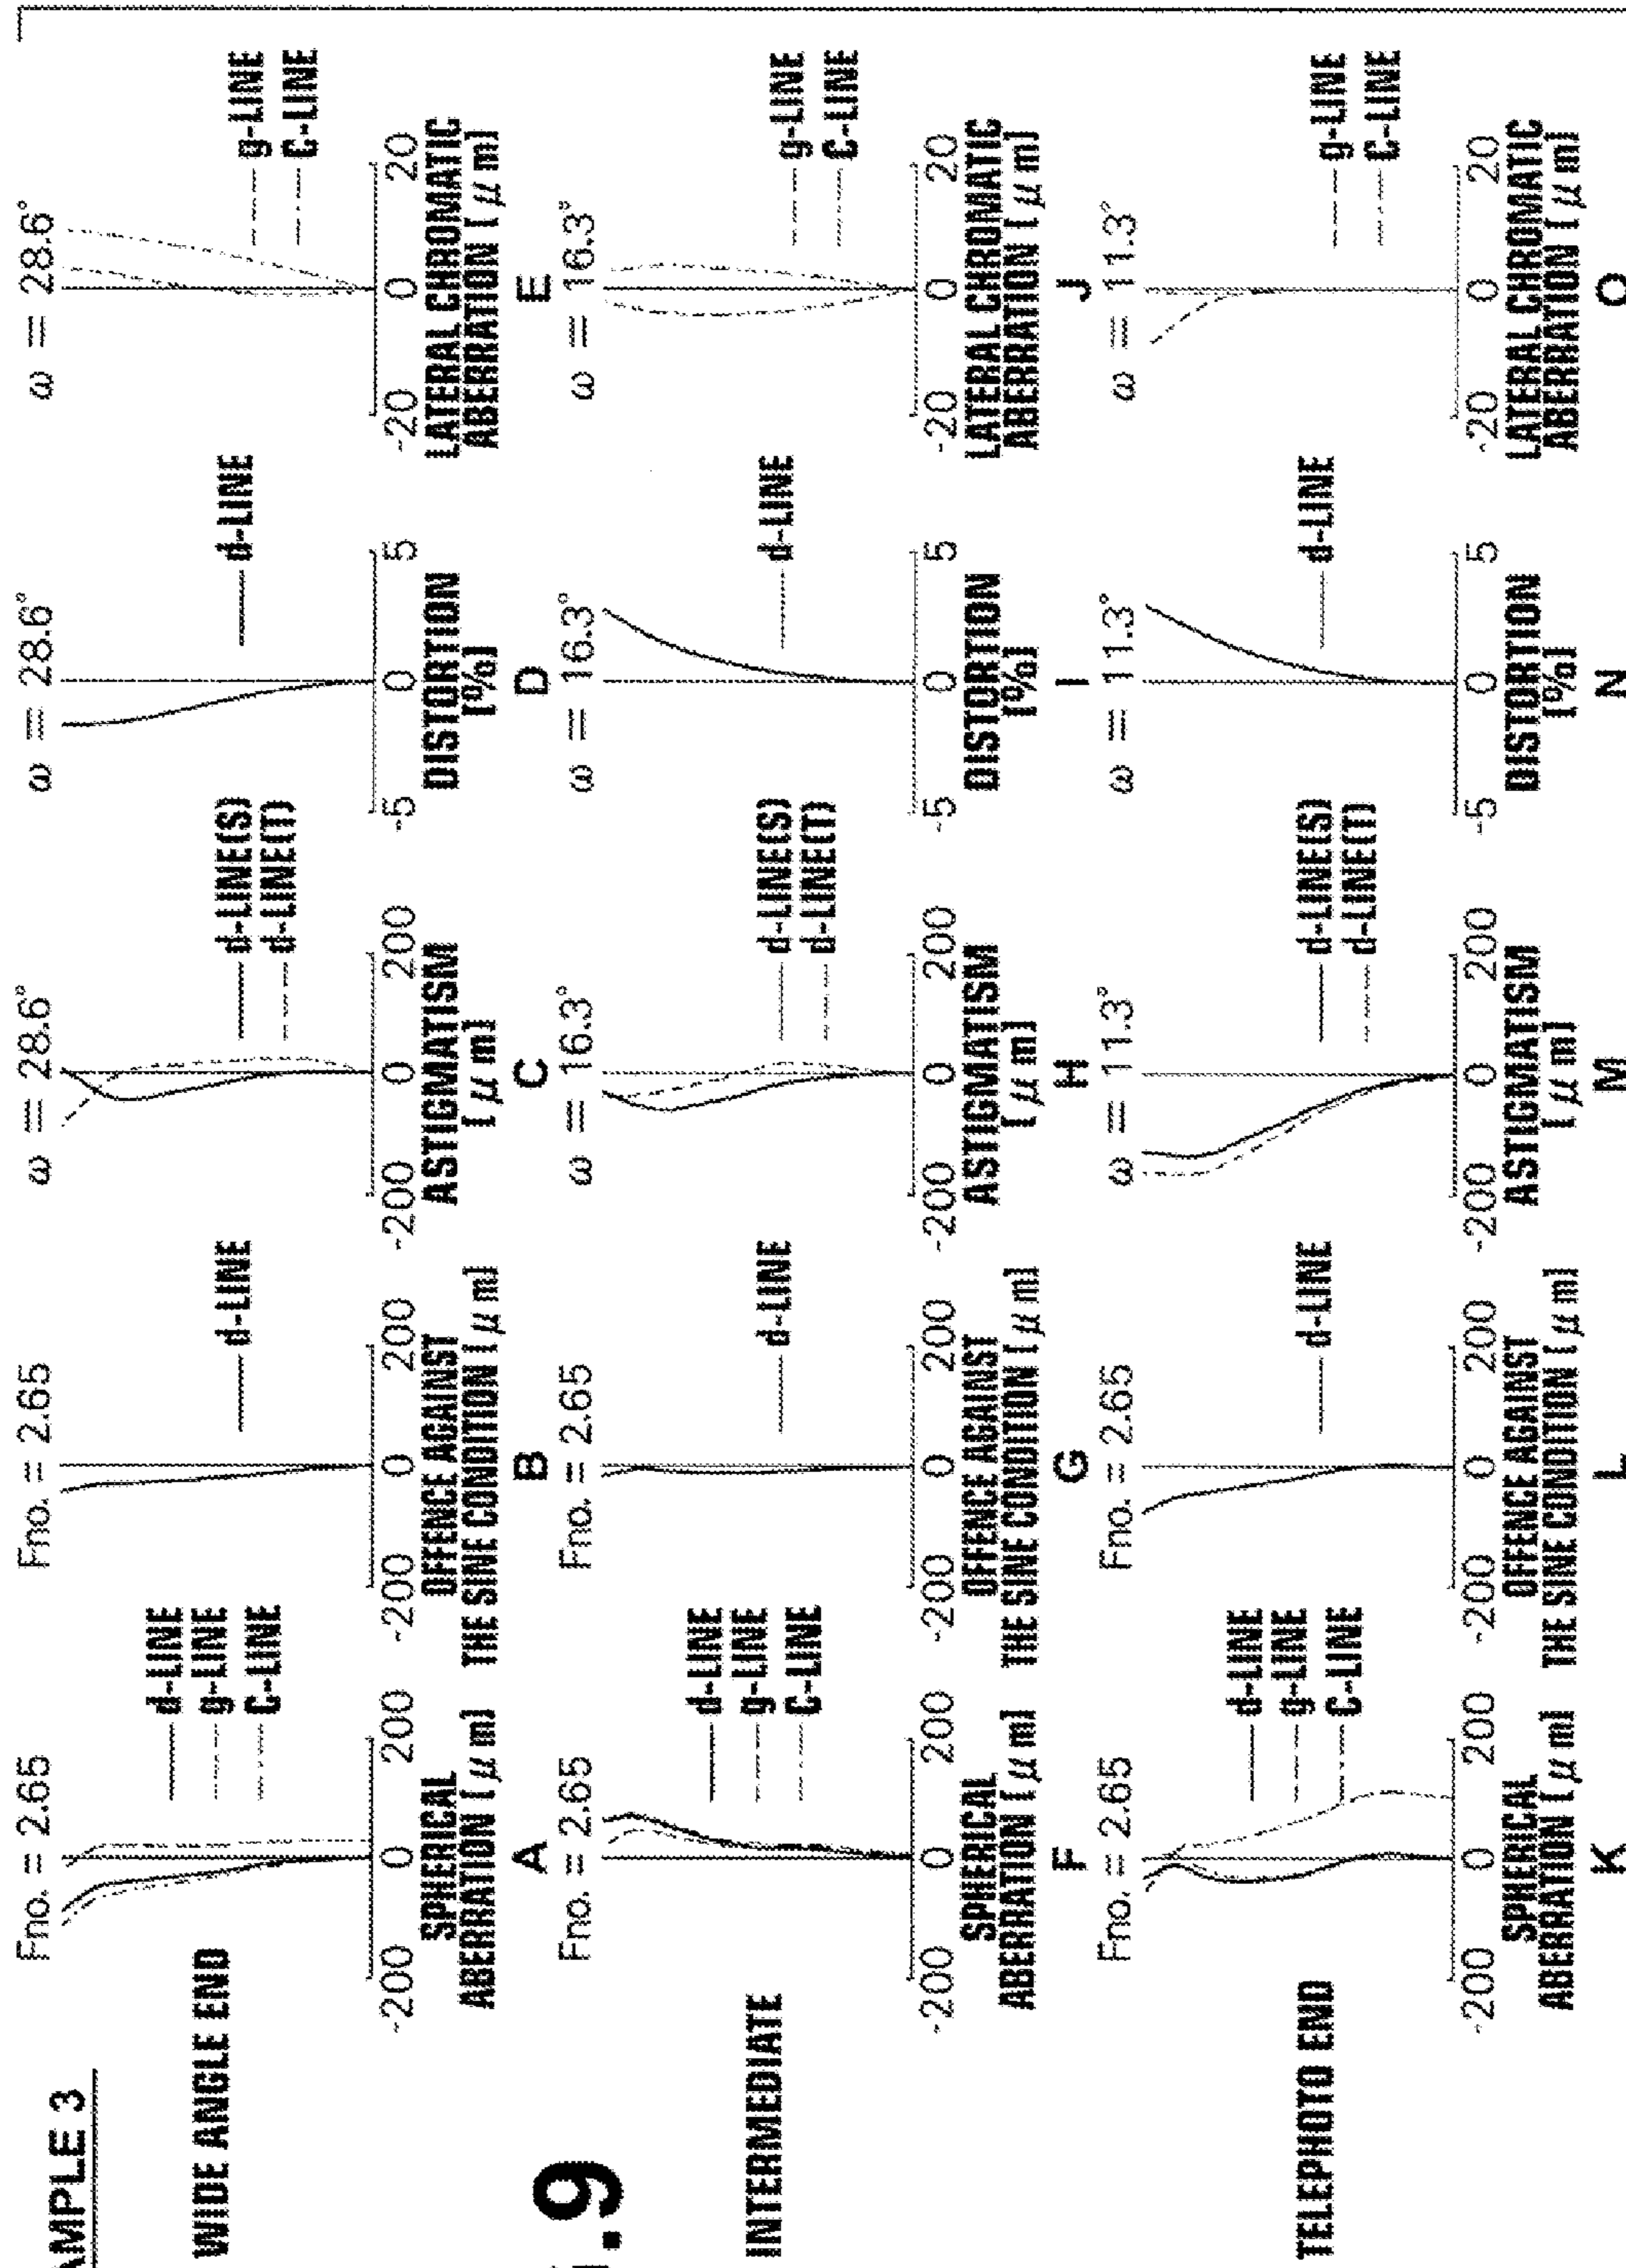 AMPLE 3
.9
WIDE ANGLE END
Fno. = 2.65
d-LINE
g-LINE
C-LINE
-200 0 200
SPHERICAL
ABERRATION [μm]
A
Fno. = 2.65
d-LINE
-200 0 200
OFFENCE AGAINST
THE SINE CONDITION [μm]
B
ω = 28.6°
d-LINE(S)
d-LINE(T)
-200 0 200
ASTIGMATISM
[μm]
C
ω = 28.6°
d-LINE
-5 0 5
DISTORTION
[%]
D
ω = 28.6°
g-LINE
C-LINE
-20 0 20
LATERAL CHROMATIC
ABERRATION [μm]
E
INTERMEDIATE
Fno. = 2.65
d-LINE
g-LINE
C-LINE
-200 0 200
SPHERICAL
ABERRATION [μm]
F
Fno. = 2.65
d-LINE
-200 0 200
OFFENCE AGAINST
THE SINE CONDITION [μm]
G
ω = 16.3°
d-LINE(S)
d-LINE(T)
-200 0 200
ASTIGMATISM
[μm]
H
ω = 16.3°
d-LINE
-5 0 5
DISTORTION
[%]
I
ω = 16.3°
g-LINE
C-LINE
-20 0 20
LATERAL CHROMATIC
ABERRATION [μm]
J
TELEPHOTO END
Fno. = 2.65
d-LINE
g-LINE
C-LINE
-200 0 200
SPHERICAL
ABERRATION [μm]
K
Fno. = 2.65
d-LINE
-200 0 200
OFFENCE AGAINST
THE SINE CONDITION [μm]
L
ω = 11.3°
d-LINE(S)
d-LINE(T)
-200 0 200
ASTIGMATISM
[μm]
M
ω = 11.3°
d-LINE
-5 0 5
DISTORTION
[%]
N
ω = 11.3°
g-LINE
C-LINE
-20 0 20
LATERAL CHROMATIC
ABERRATION [μm]
O